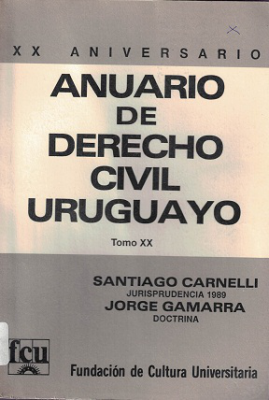 XX ANIVERSARIO
ANUARIO
DE
DERECHO
CIVIL
URUGUAYO
Tomo XX
SANTIAGO CARNELLI
JURISPRUDENCIA 1989
JORGE GAMARRA
DOCTRINA
fcu
Fundación de Cultura Universitaria